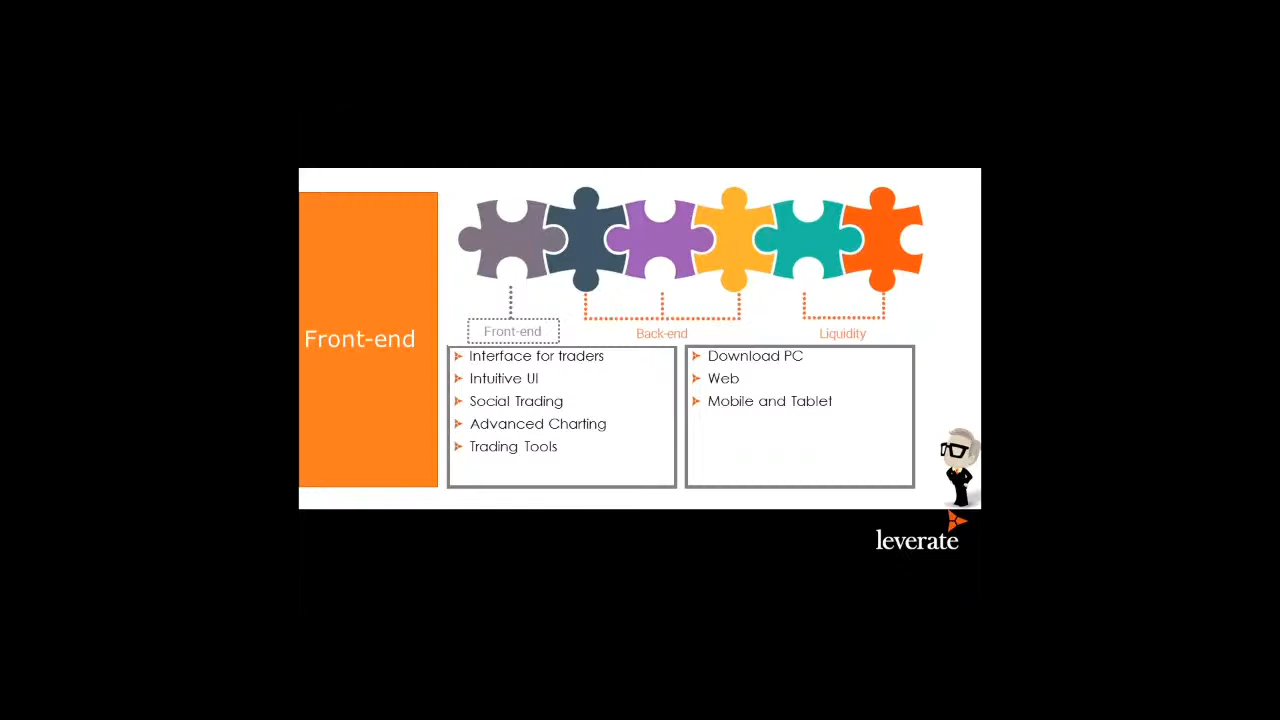 Front-end
Front-end
Back-end
Liquidity
Interface for traders
Intuitive UI
Social Trading
Advanced Charting
Trading Tools
Download PC
Web
Mobile and Tablet
leverate